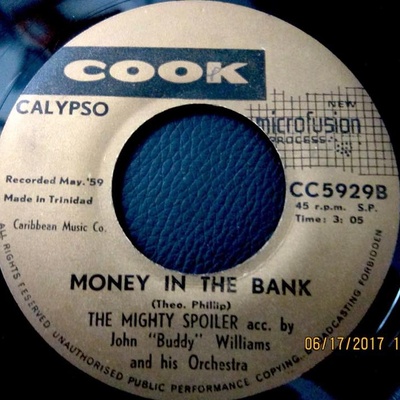 COOK
CALYPSO
NEW
microfusion
PROCESS
Recorded May.'59
Made in Trinidad
Caribbean Music Co.
CC5929B
45 r.p.m. S.P.
Time: 3: 05
MONEY IN THE BANK
(Theo. Phillip)
THE MIGHTY SPOILER acc. by
John "Buddy" Williams
and his Orchestra
ALL RIGHTS RESERVED UNAUTHORISED PUBLIC PERFORMANCE COPYING, BROADCASTING FORBIDDEN
06/17/2017 1